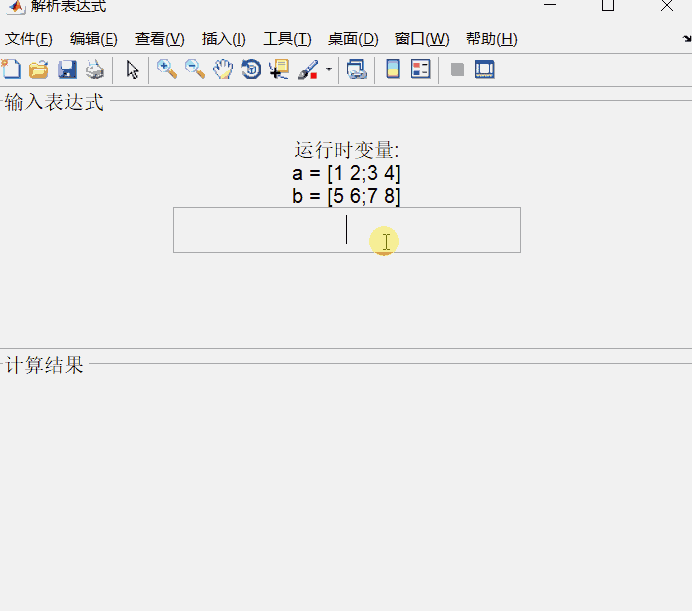 解析表达式
文件(F) 编辑(E) 查看(V) 插入(I) 工具(T) 桌面(D) 窗口(W) 帮助(H)
输入表达式
运行时变量:
a = [1 2;3 4]
b = [5 6;7 8]
计算结果